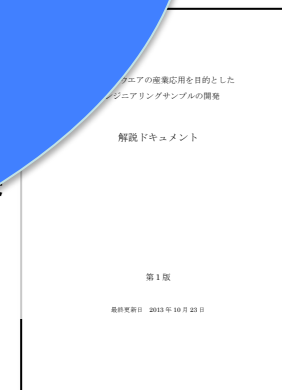 ウエアの産業応用を目的とした
ンジニアリングサンプルの開発
解説ドキュメント
第1版
最終更新日 2013年10月23日